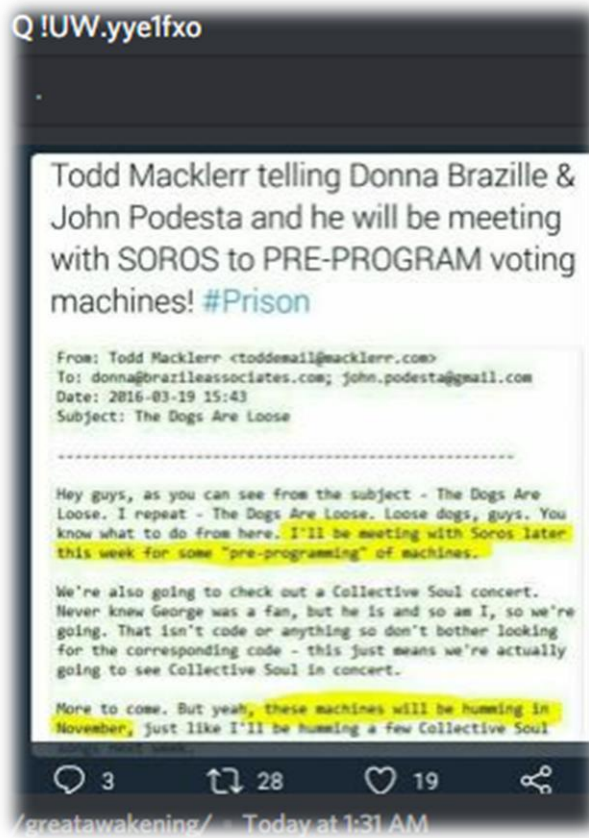 Q !UW.yye1fxo
Todd Macklerr telling Donna Brazille &
John Podesta and he will be meeting
with SOROS to PRE-PROGRAM voting
machines! #Prison
From: Todd Macklerr <toddemail@macklerr.com>
To: donna@brazileassociates.com; john.podesta@gmail.com
Date: 2016-03-19 15:43
Subject: The Dogs Are Loose
--------------------------------------------------------
Hey guys, as you can see from the subject - The Dogs Are
Loose. I repeat - The Dogs Are Loose. Loose dogs, guys. You
know what to do from here. I'll be meeting with Soros later
this week for some "pre-programming" of machines.
We're also going to check out a Collective Soul concert.
Never knew George was a fan, but he is and so am I, so we're
going. That isn't code or anything so don't bother looking
for the corresponding code - this just means we're actually
going to see Collective Soul in concert.
More to come. But yeah, these machines will be humming in
November, just like I'll be humming a few Collective Soul
songs next week.
3 28 19
/greatawakening/ - Today at 1:31 AM